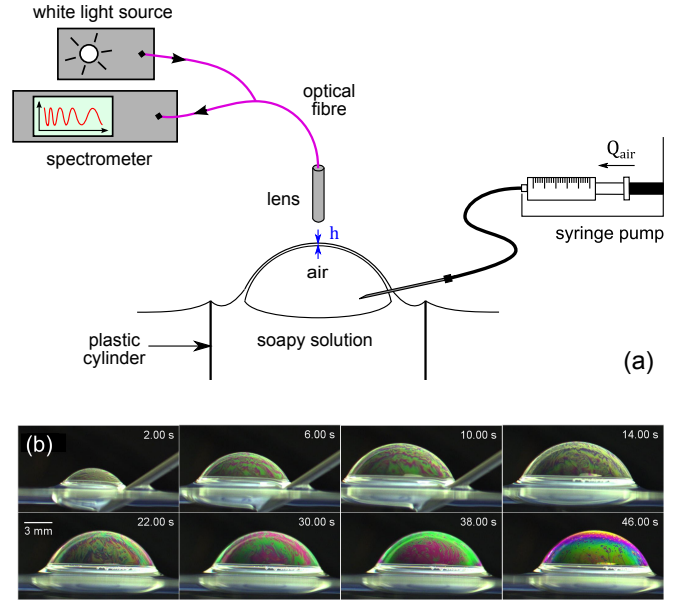 white light source
optical
fibre
spectrometer
lens
h
air
Q_air
syringe pump
plastic
cylinder
soapy solution
(a)
(b)
2.00 s
6.00 s
10.00 s
14.00 s
22.00 s
30.00 s
38.00 s
46.00 s
3 mm